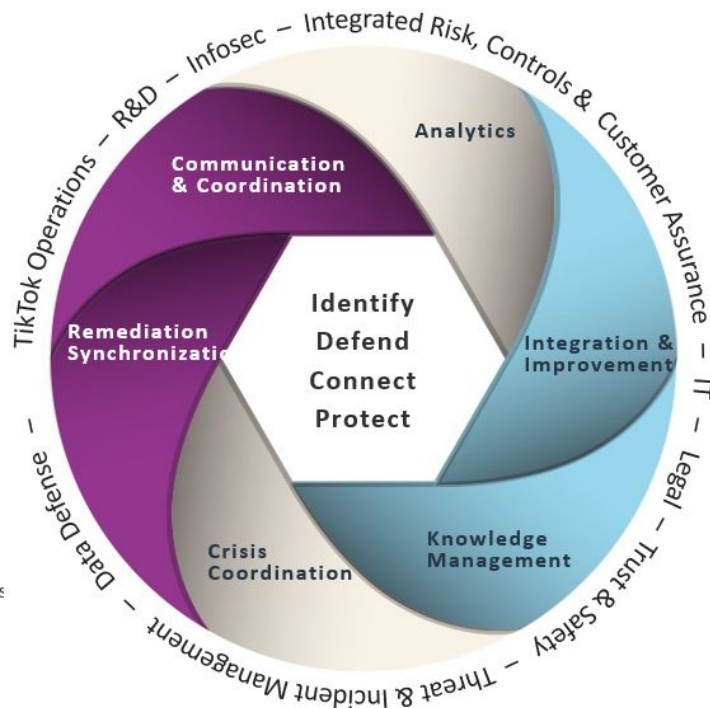 TikTok Operations – R&D – Infosec – Integrated Risk, Controls & Customer Assurance – IT – Legal – Trust & Safety – Threat & Incident Management – Data Defense –
Analytics
Communication
& Coordination
Identify
Defend
Connect
Protect
Remediation
Synchronizatic
Integration &
Improvement
Crisis
Coordination
Knowledge
Management
s